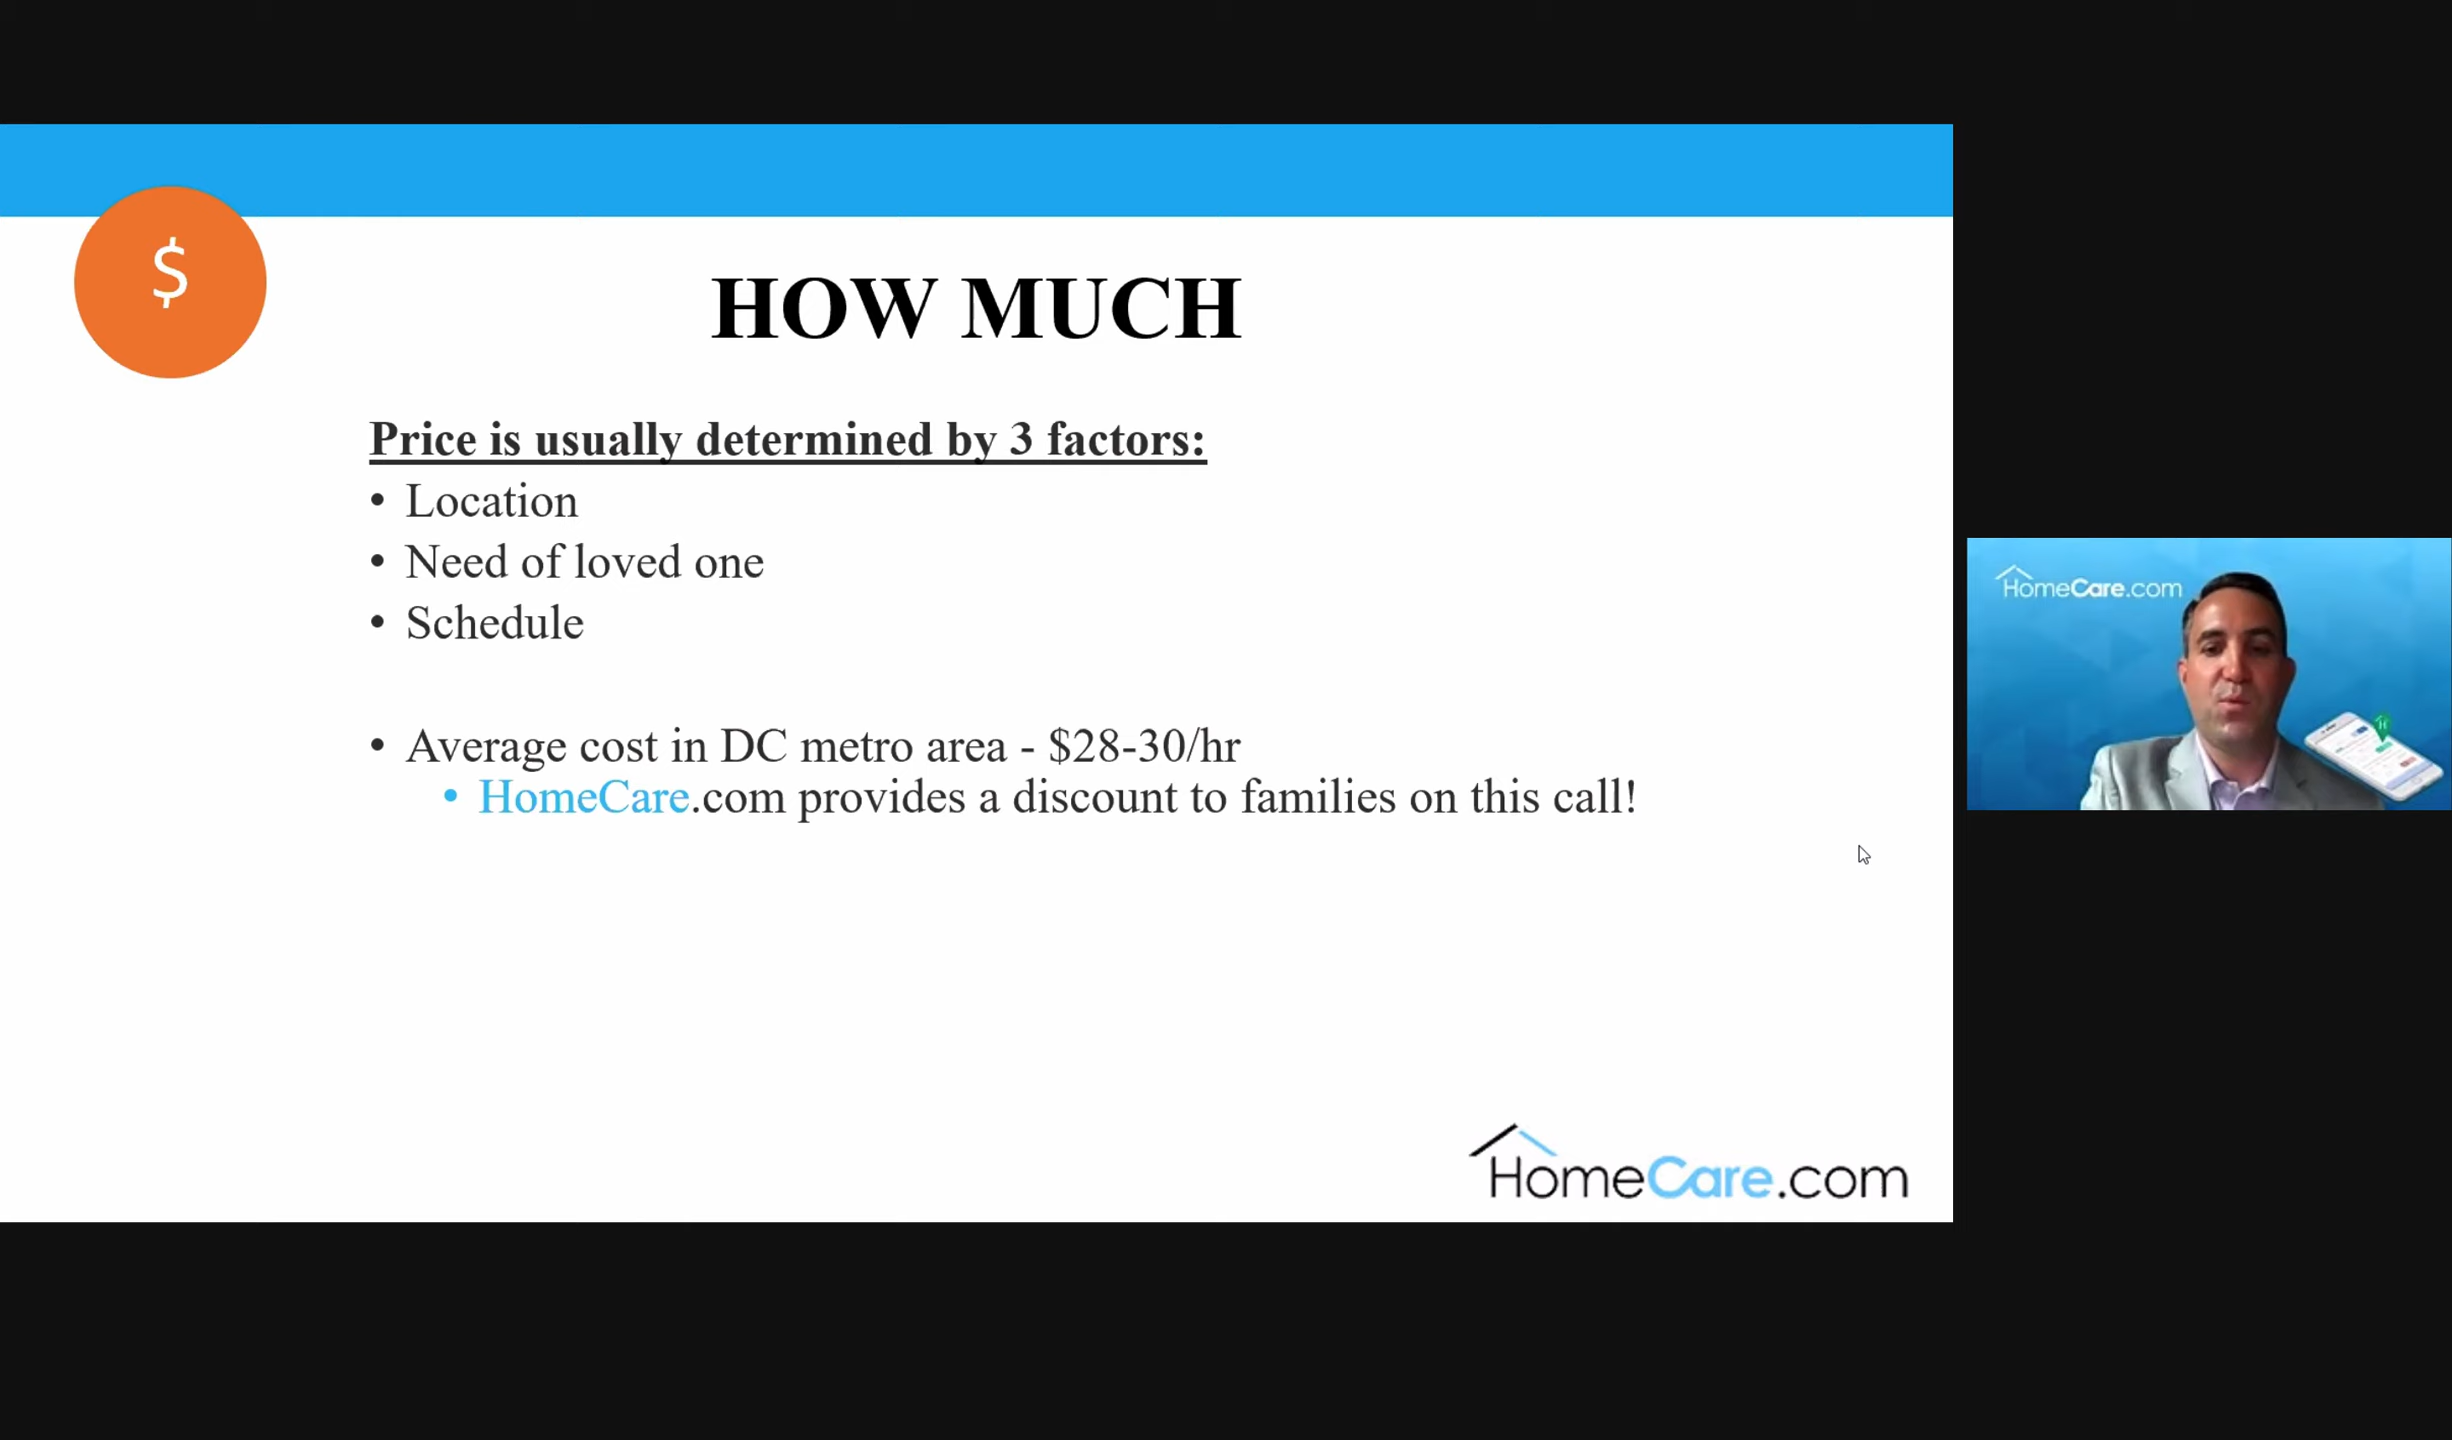 $
HOW MUCH
Price is usually determined by 3 factors:
• Location
• Need of loved one
• Schedule
• Average cost in DC metro area - $28-30/hr
• HomeCare.com provides a discount to families on this call!
HomeCare.com
HomeCare.com
H